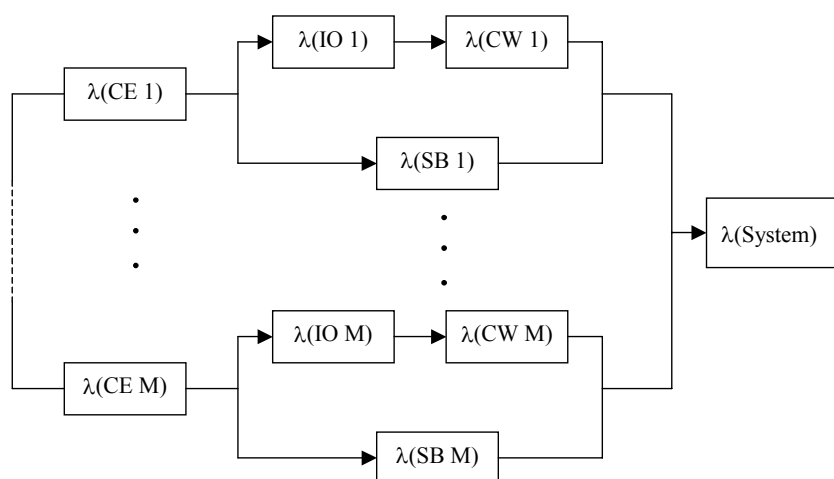 λ(IO 1)
λ(CW 1)
λ(CE 1)
λ(SB 1)
λ(System)
λ(IO M)
λ(CW M)
λ(CE M)
λ(SB M)